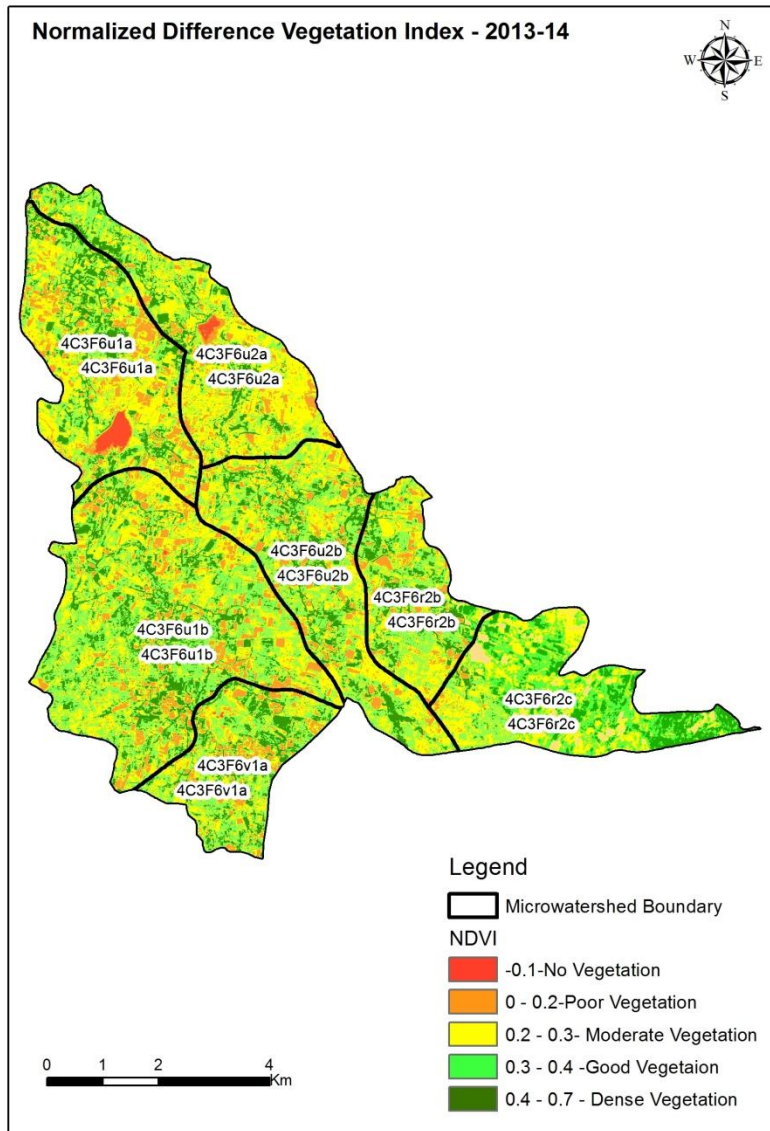 Normalized Difference Vegetation Index - 2013-14
N
W E
S
4C3F6u1a
4C3F6u1a
4C3F6u2a
4C3F6u2a
4C3F6u2b
4C3F6u2b
4C3F6r2b
4C3F6r2b
4C3F6u1b
4C3F6u1b
4C3F6r2c
4C3F6r2c
4C3F6v1a
4C3F6v1a
Legend
Microwatershed Boundary
NDVI
-0.1-No Vegetation
0 - 0.2-Poor Vegetation
0.2 - 0.3- Moderate Vegetation
0.3 - 0.4 -Good Vegetaion
0.4 - 0.7 - Dense Vegetation
0 1 2 4
Km